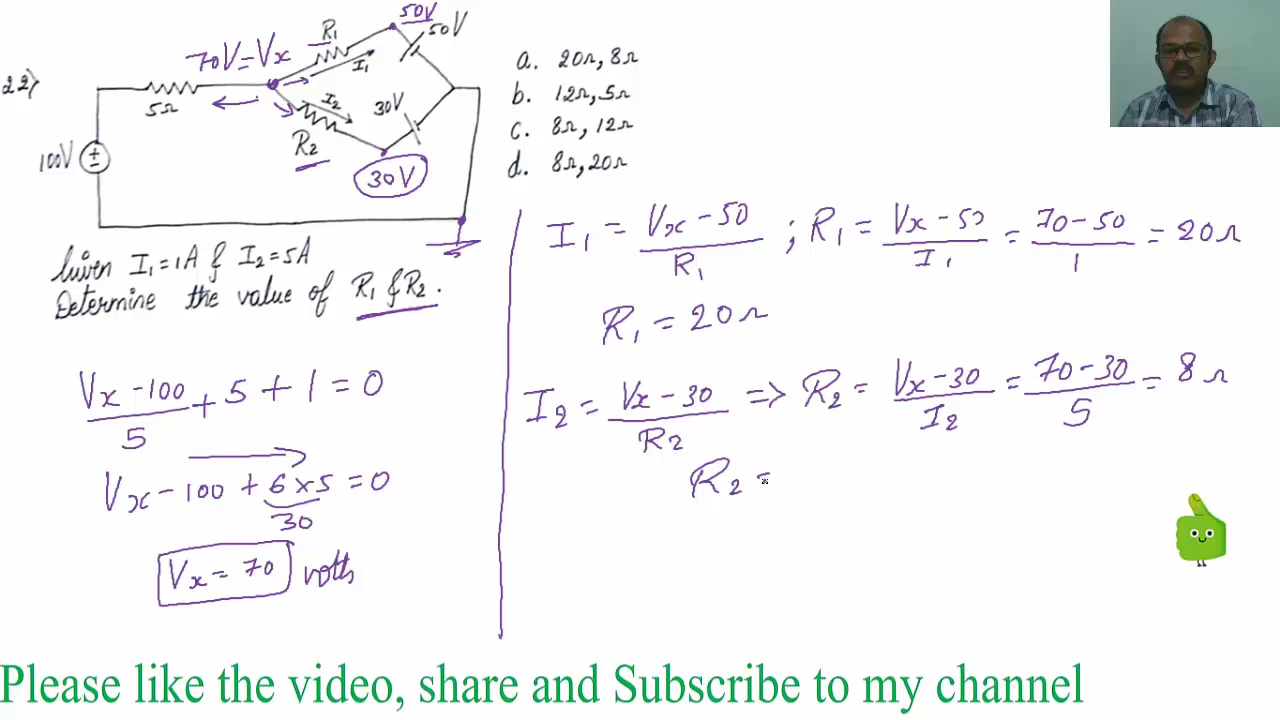 22)
50V
R₁
50V
70V=Vx
I₁
5Ω
I₂
30V
R₂
100V
30V
a. 20Ω, 8Ω
b. 12Ω, 5Ω
c. 8Ω, 12Ω
d. 8Ω, 20Ω
Given I₁=1A & I₂=5A
Determine the value of R₁ & R₂.
Vx-100/5 + 5 + 1 = 0
Vx-100 + 6×5 = 0
30
Vx = 70 volts
I₁ = Vx-50/R₁ ; R₁ = Vx-50/I₁ = 70-50/1 = 20Ω
R₁ = 20Ω
I₂ = Vx-30/R₂ => R₂ = Vx-30/I₂ = 70-30/5 = 8Ω
R₂ =
Please like the video, share and Subscribe to my channel